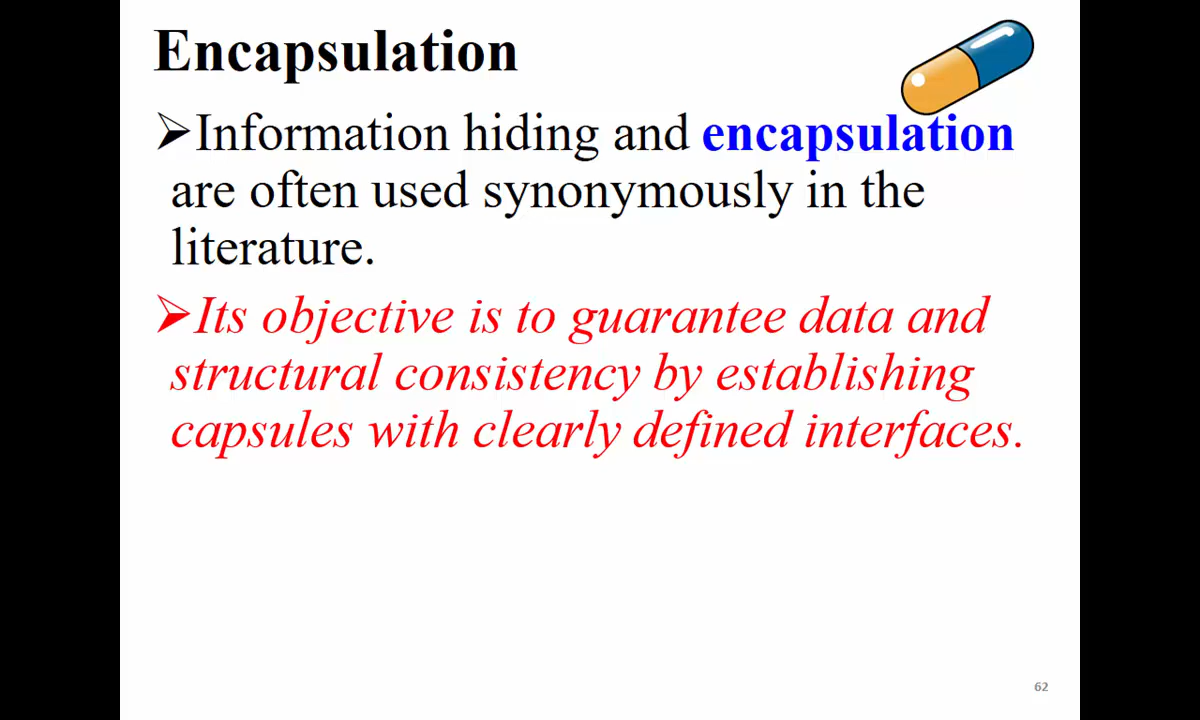 Encapsulation
➢Information hiding and encapsulation
are often used synonymously in the
literature.
➢Its objective is to guarantee data and
structural consistency by establishing
capsules with clearly defined interfaces.
62